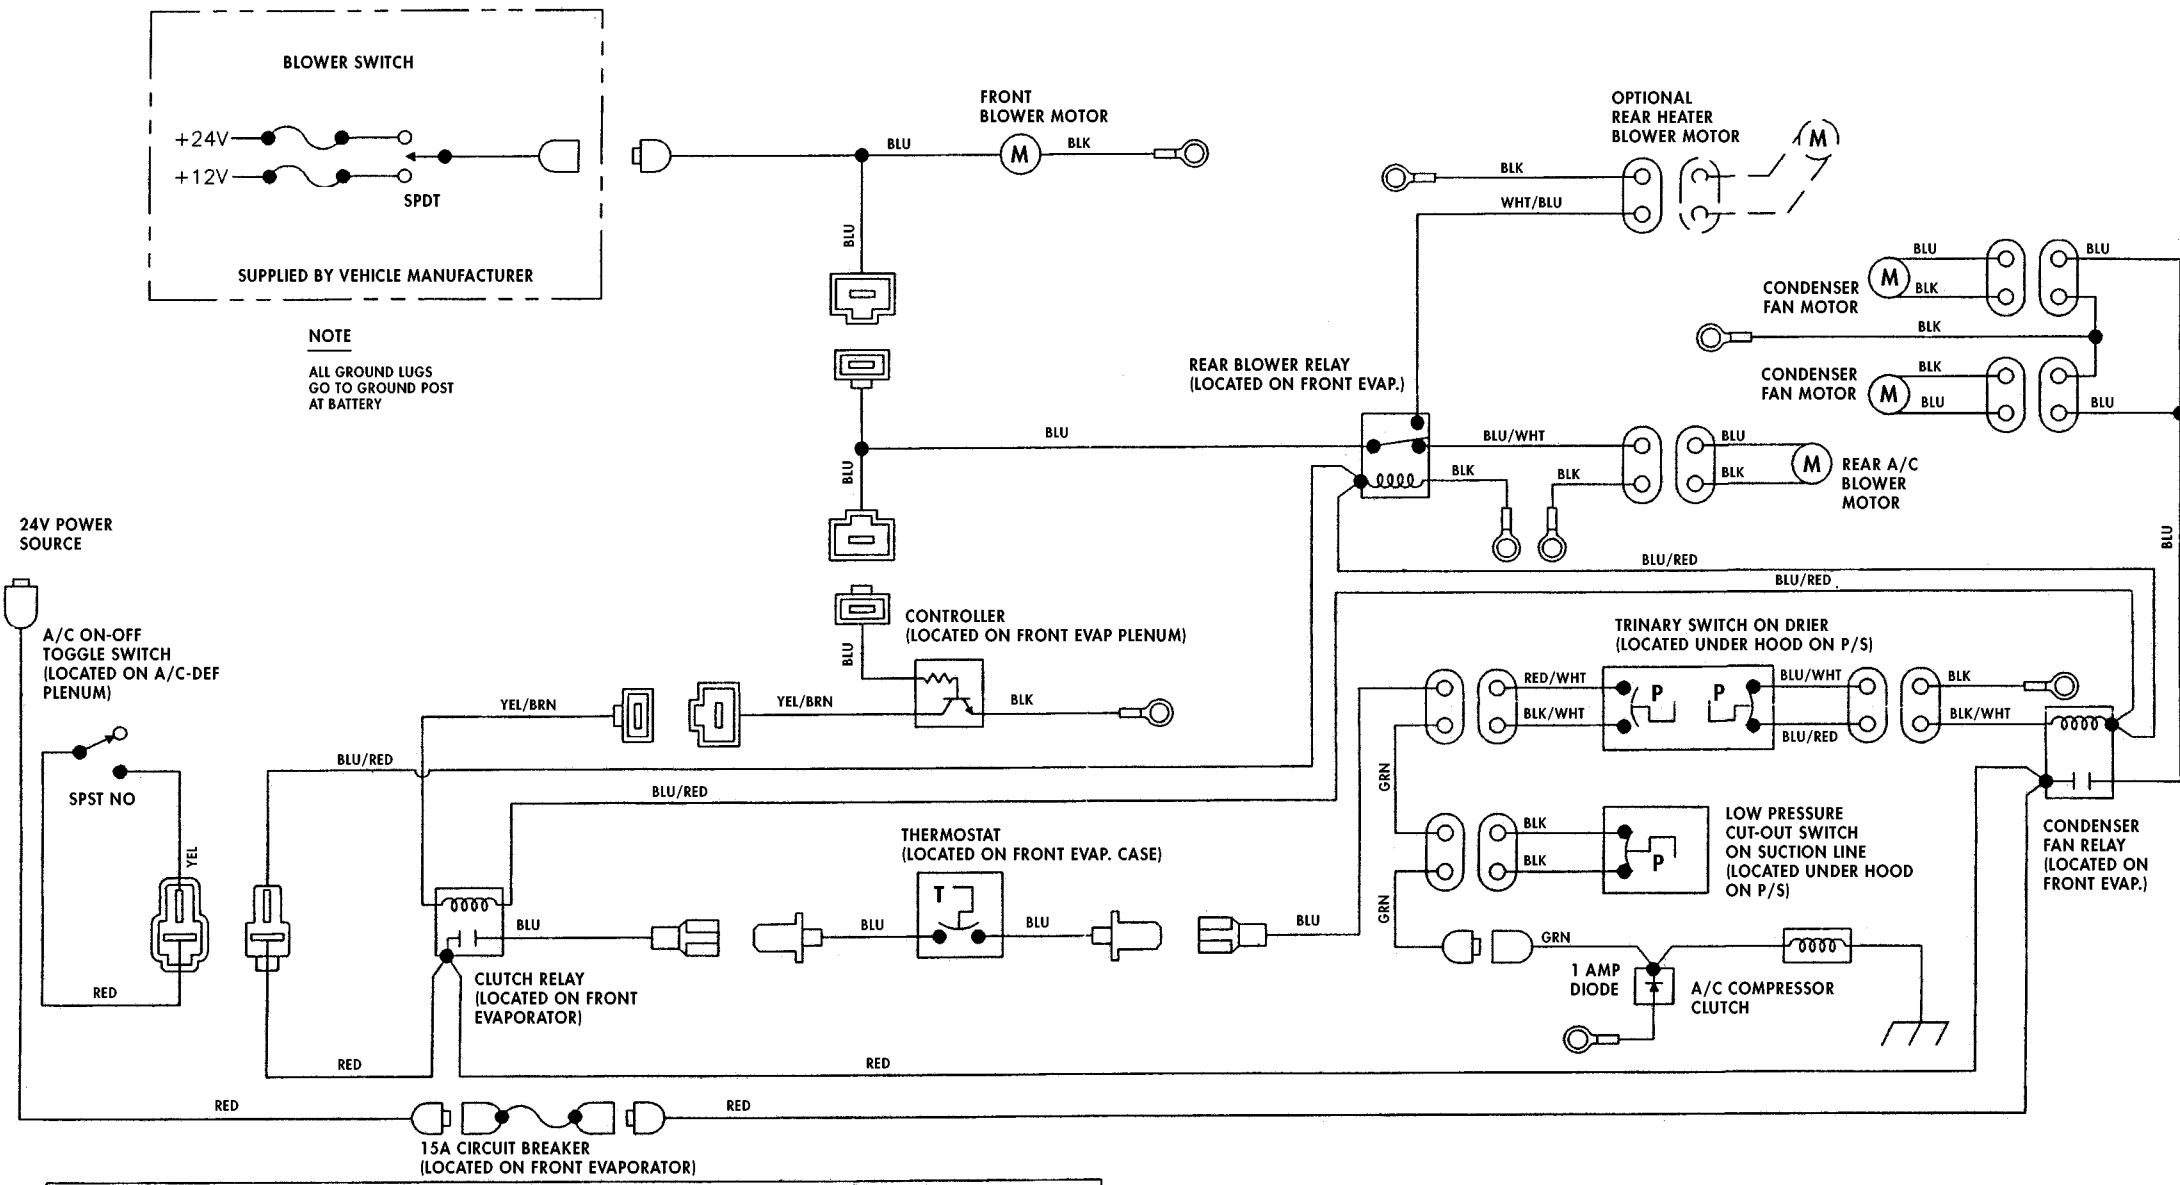 BLOWER SWITCH
+24V
+12V
SPDT
SUPPLIED BY VEHICLE MANUFACTURER
NOTE
ALL GROUND LUGS
GO TO GROUND POST
AT BATTERY
FRONT
BLOWER MOTOR
BLU
M
BLK
BLU
OPTIONAL
REAR HEATER
BLOWER MOTOR
M
BLK
WHT/BLU
CONDENSER
FAN MOTOR
M
BLU
BLK
BLU
BLK
CONDENSER
FAN MOTOR
M
BLK
BLU
BLU
REAR BLOWER RELAY
(LOCATED ON FRONT EVAP.)
BLU
BLU
BLU/WHT
BLK
BLK
BLU
BLK
M
REAR A/C
BLOWER
MOTOR
BLU
BLU/RED
BLU/RED
24V POWER
SOURCE
A/C ON-OFF
TOGGLE SWITCH
(LOCATED ON A/C-DEF
PLENUM)
SPST NO
YEL
RED
CONTROLLER
(LOCATED ON FRONT EVAP PLENUM)
BLU
YEL/BRN
YEL/BRN
BLK
BLU/RED
BLU/RED
TRINARY SWITCH ON DRIER
(LOCATED UNDER HOOD ON P/S)
RED/WHT
BLK/WHT
P
P
BLU/WHT
BLU/RED
BLK
BLK/WHT
GRN
BLK
BLK
P
LOW PRESSURE
CUT-OUT SWITCH
ON SUCTION LINE
(LOCATED UNDER HOOD
ON P/S)
CONDENSER
FAN RELAY
(LOCATED ON
FRONT EVAP.)
THERMOSTAT
(LOCATED ON FRONT EVAP. CASE)
T
BLU
BLU
BLU
BLU
GRN
GRN
1 AMP
DIODE
A/C COMPRESSOR
CLUTCH
CLUTCH RELAY
(LOCATED ON FRONT
EVAPORATOR)
RED
RED
RED
RED
15A CIRCUIT BREAKER
(LOCATED ON FRONT EVAPORATOR)